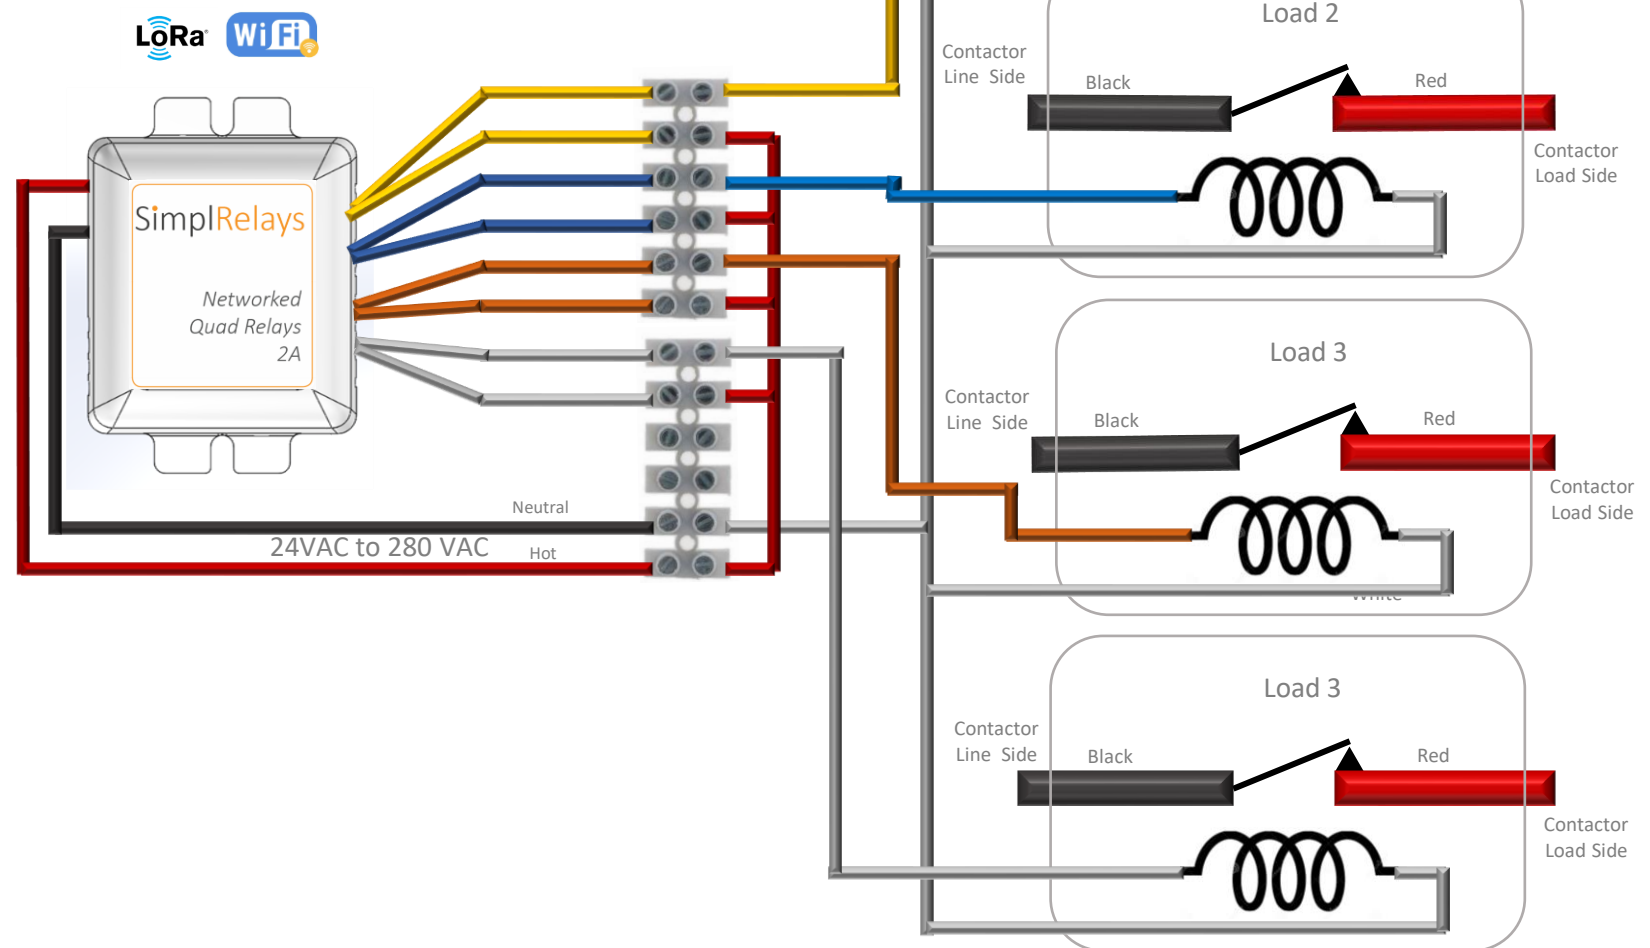 Load 2
LoRa
WiFi
Contactor
Line Side
Black
Red
Contactor
Load Side
SimplRelays
Networked
Quad Relays
2A
Load 3
Contactor
Line Side
Black
Red
Contactor
Load Side
Neutral
24VAC to 280 VAC
Hot
White
Load 3
Contactor
Line Side
Black
Red
Contactor
Load Side